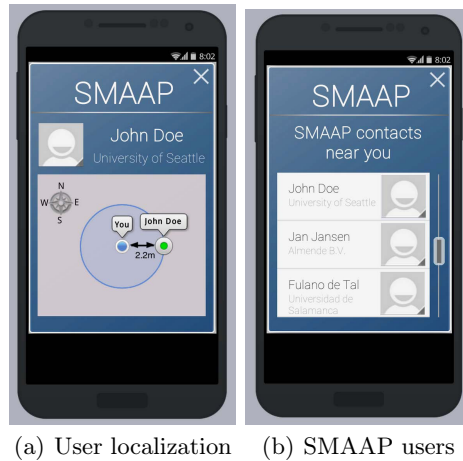 8:02
SMAAP
John Doe
University of Seattle
N
W
E
S
You
John Doe
2.2m
8:02
SMAAP
SMAAP contacts
near you
John Doe
University of Seattle
Jan Jansen
Almende B.V.
Fulano de Tal
Universidad de
Salamanca
(a) User localization
(b) SMAAP users